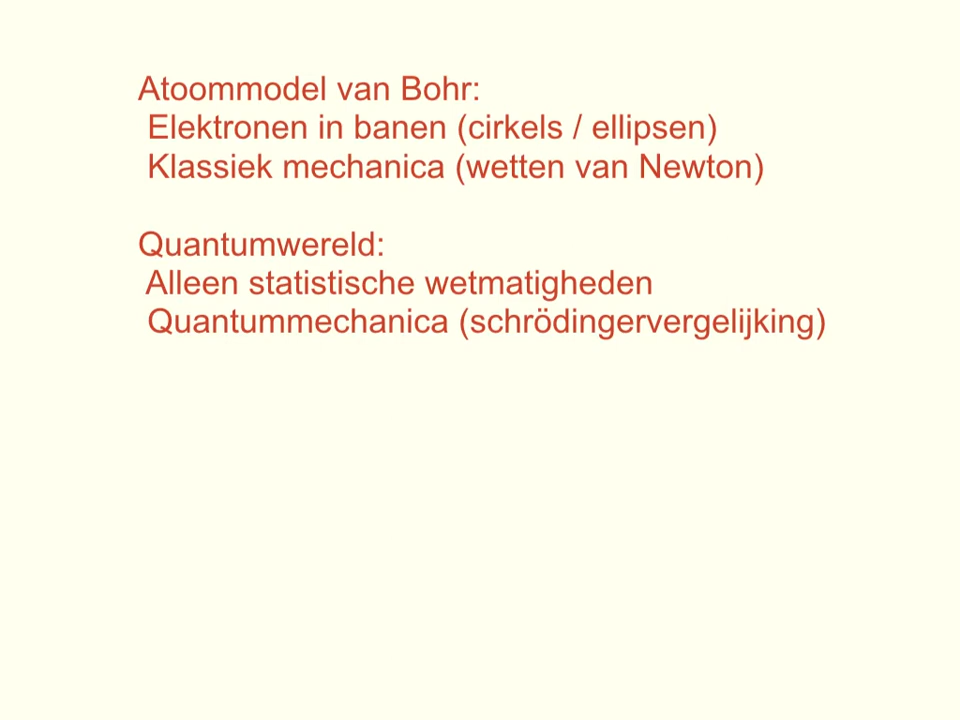 Atoommodel van Bohr:
Elektronen in banen (cirkels / ellipsen)
Klassiek mechanica (wetten van Newton)
Quantumwereld:
Alleen statistische wetmatigheden
Quantummechanica (schrödingervergelijking)